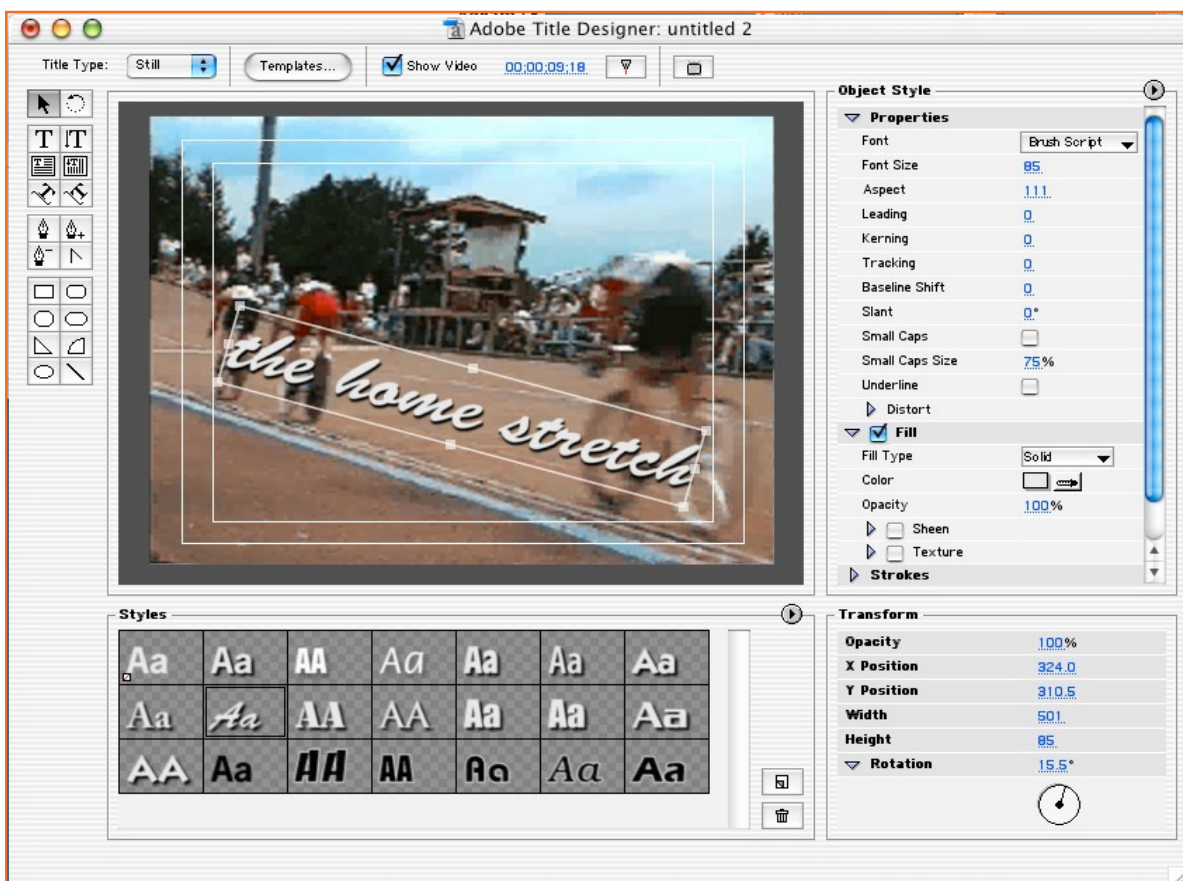 Adobe Title Designer: untitled 2
Title Type: Still Templates... Show Video 00;00;09;18
Object Style
Properties
Font Brush Script
Font Size 85
Aspect 111
Leading 0
Kerning 0
Tracking 0
Baseline Shift 0
Slant 0°
Small Caps
Small Caps Size 75%
Underline
Distort
Fill
Fill Type Solid
Color
Opacity 100%
Sheen
Texture
Strokes
the home stretch
Styles
Aa Aa AA Aa Aa Aa Aa
Aa Aa AA AA Aa Aa Aa
AA Aa AA AA Aa Aa Aa
Transform
Opacity 100%
X Position 324.0
Y Position 310.5
Width 501
Height 85
Rotation 15.5°